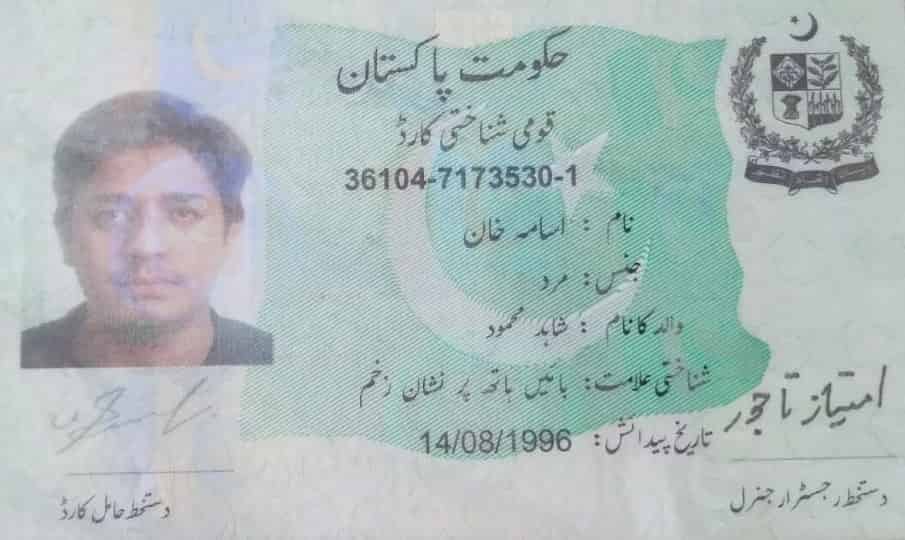 حکومت پاکستان
قومی شناختی کارڈ
36104-7173530-1
نام : اسامہ خان
جنس: مرد
والد کا نام : شاہد محمود
شناختی علامت: بائیں ہاتھ پر نشان زخم
تاریخ پیدائش: 14/08/1996
امتیاز تاجور
دستخط حامل کارڈ
دستخط رجسٹرار جنرل